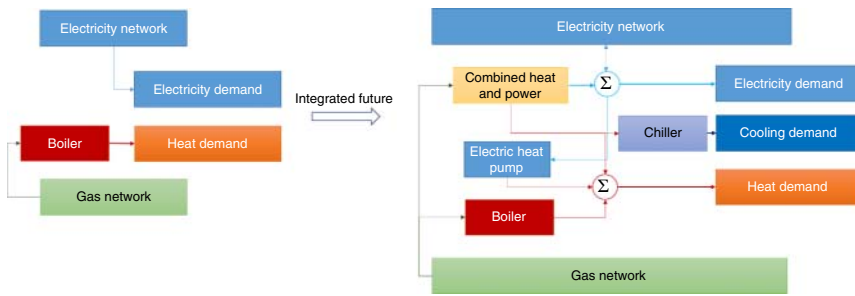 Electricity network
Electricity demand
Boiler
Heat demand
Gas network
Integrated future
Electricity network
Combined heat
and power
Σ
Electricity demand
Chiller
Cooling demand
Electric heat
pump
Σ
Heat demand
Boiler
Gas network